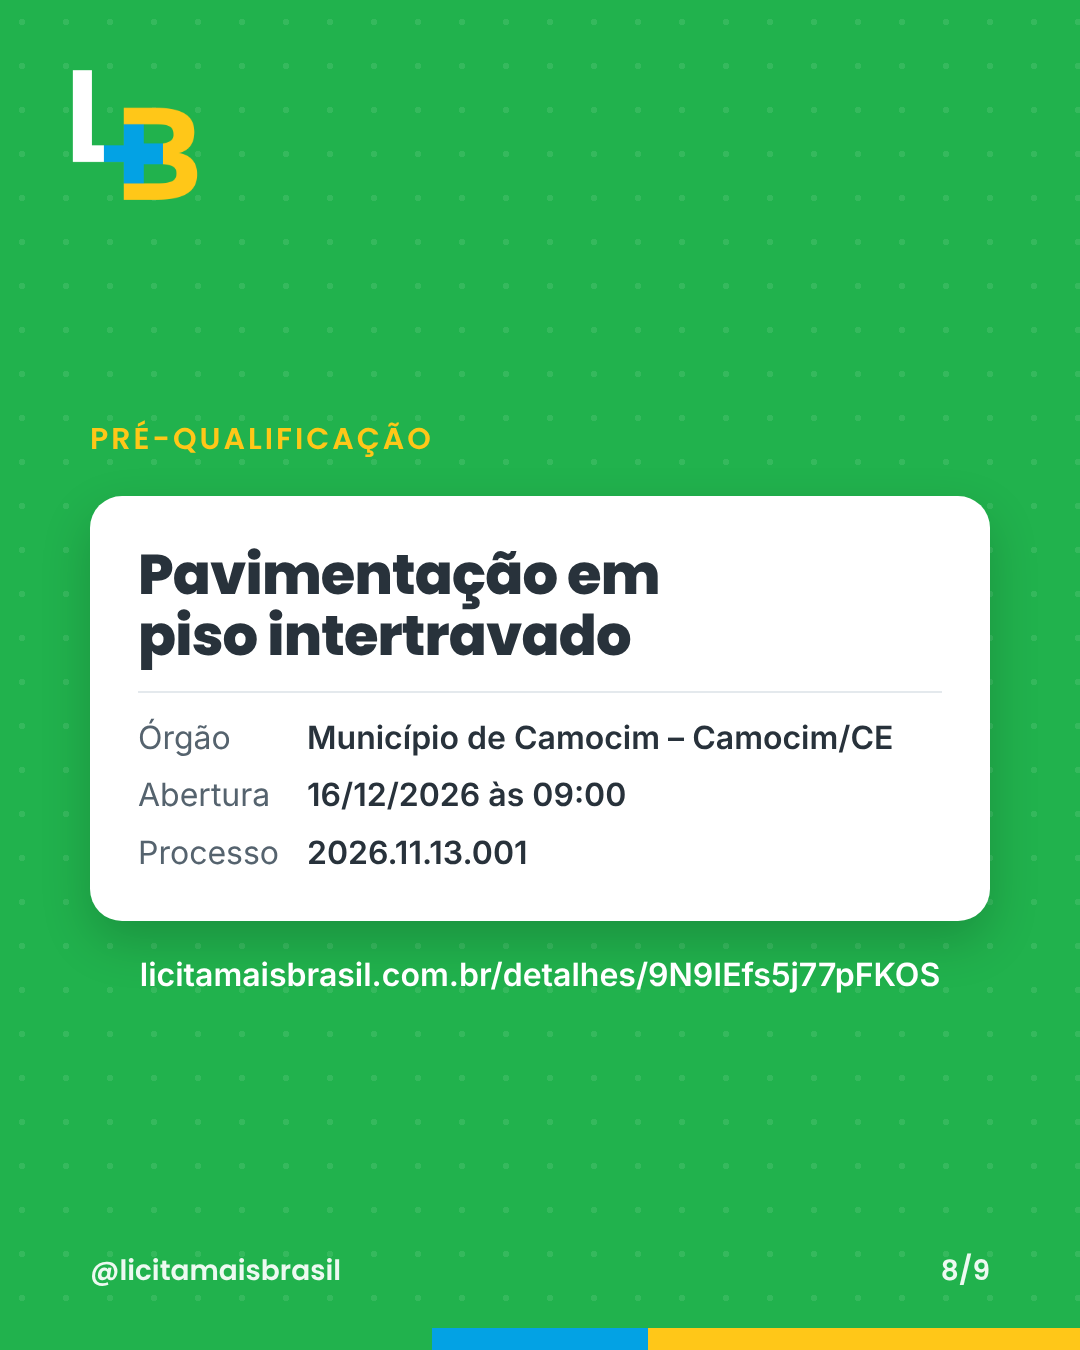 L+B
PRÉ-QUALIFICAÇÃO
Pavimentação em
piso intertravado
Órgão Município de Camocim – Camocim/CE
Abertura 16/12/2026 às 09:00
Processo 2026.11.13.001
licitamaisbrasil.com.br/detalhes/9N9IEfs5j77pFKOS
@licitamaisbrasil
8/9